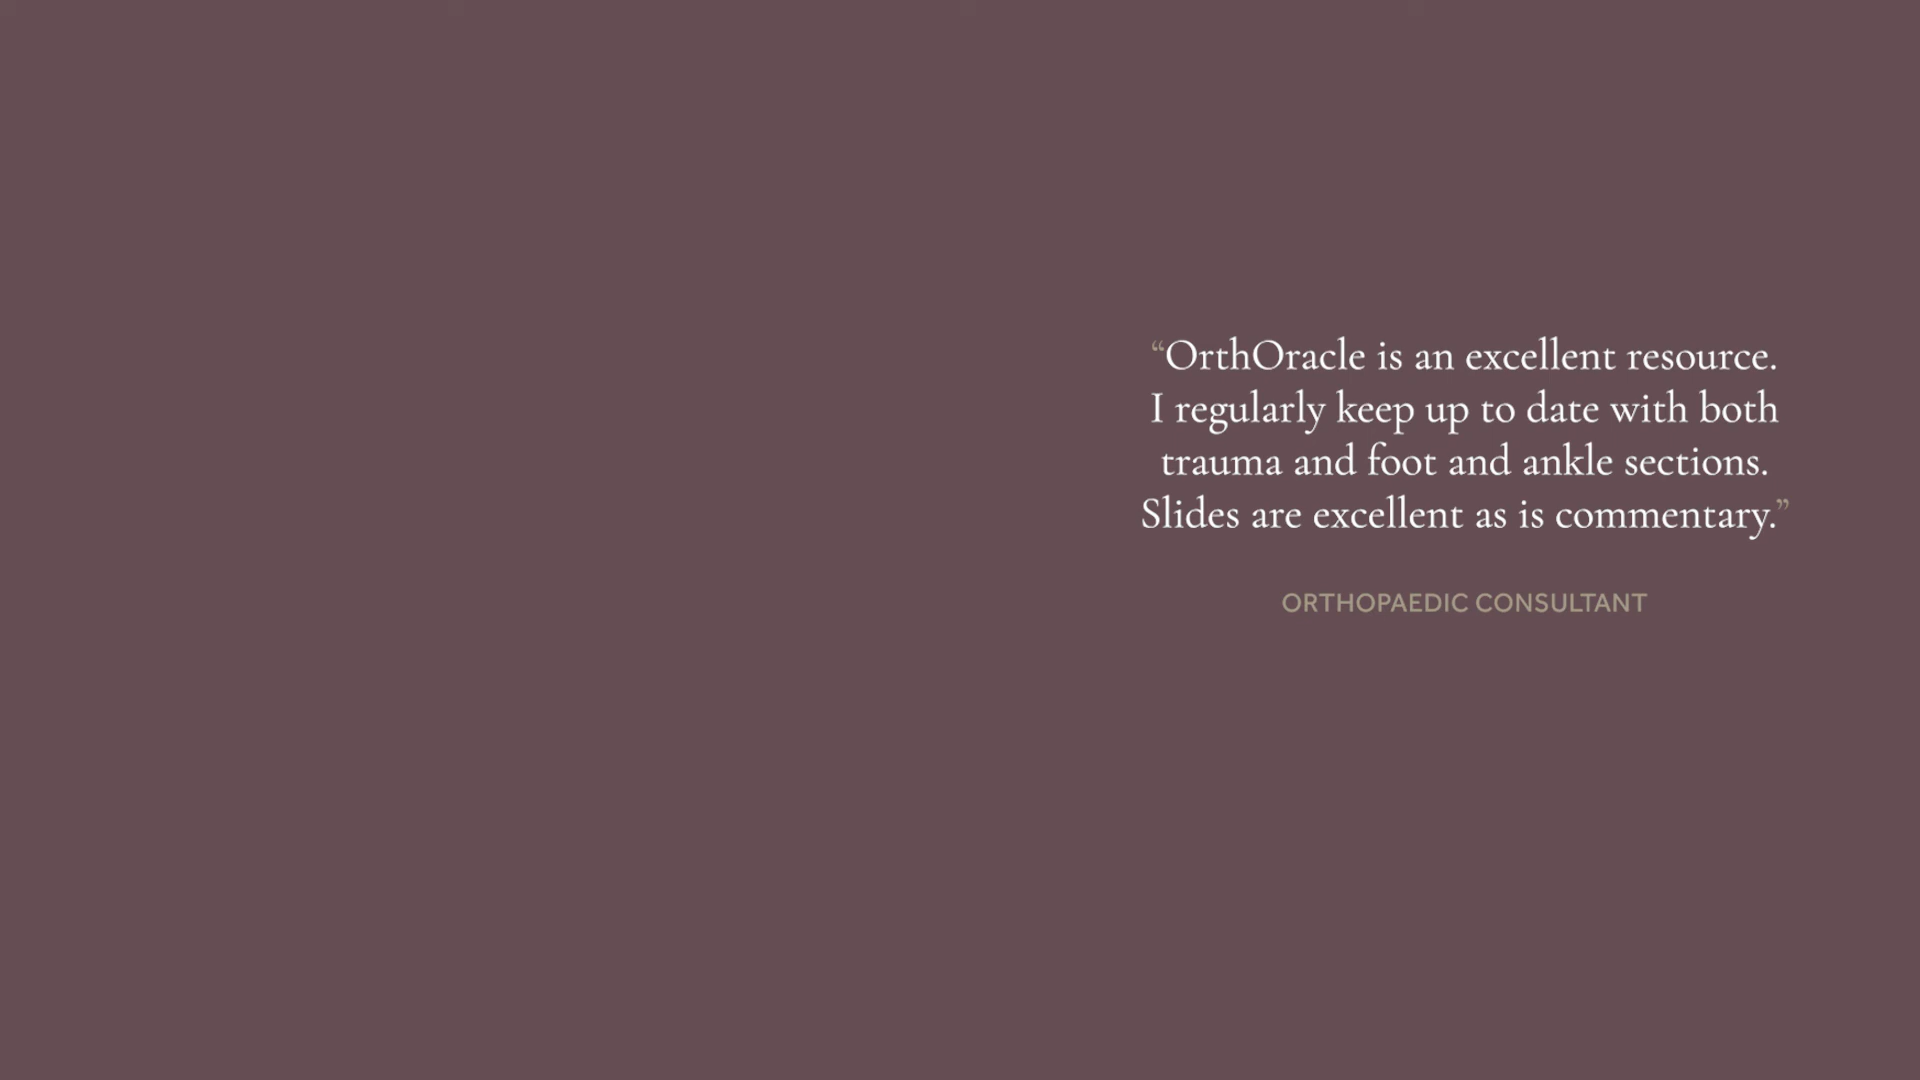 “OrthOracle is an excellent resource.
I regularly keep up to date with both
trauma and foot and ankle sections.
Slides are excellent as is commentary.”
ORTHOPAEDIC CONSULTANT